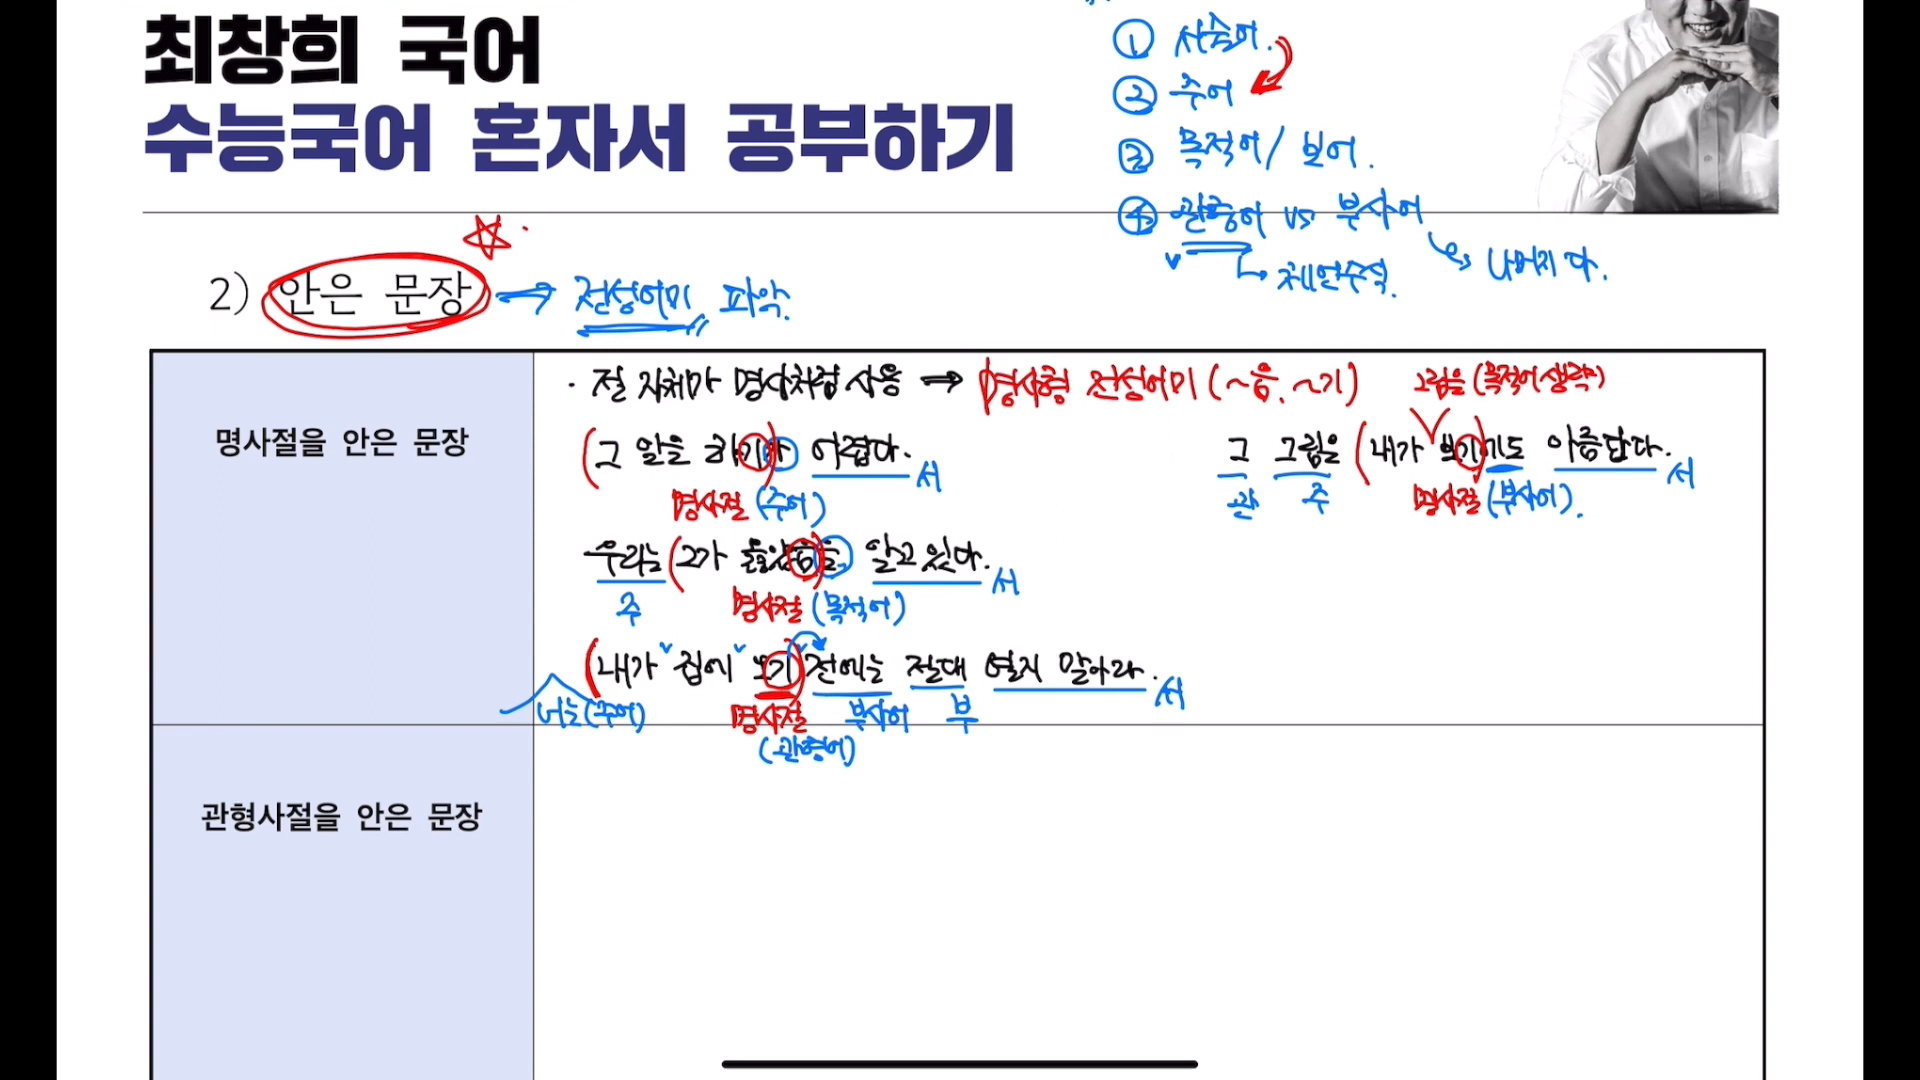 최창희 국어
수능국어 혼자서 공부하기
① 서술어.
② 주어
③ 목적어 / 보어.
④ 관형어 vs 부사어
체언수식.
나머지 다.
2) 안은 문장 → 전성어미 파악.
명사절을 안은 문장
· 절 자체가 명사처럼 사용 → 명사형 전성어미 (~음, ~기)
그림을 (목적어 생략)
(그 일을 하기)가 어렵다. 서
명사절 (주어)
그 그림은 (내가 보기)에도 아름답다. 서
관 주 명사절 (부사어).
우리는 (그가 옳았음)을 알고 있다. 서
주 명사절 (목적어)
(내가 집에 오기) 전에는 절대 열지 말아라. 서
너는 (주어) 명사절 부사어 부
(관형어)
관형사절을 안은 문장